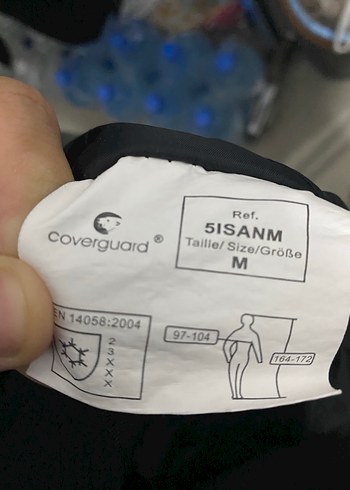 coverguard ®
Ref.
5ISANM
Taille/ Size/Größe
M
EN 14058:2004
2
3
X
X
X
97-104
164-172